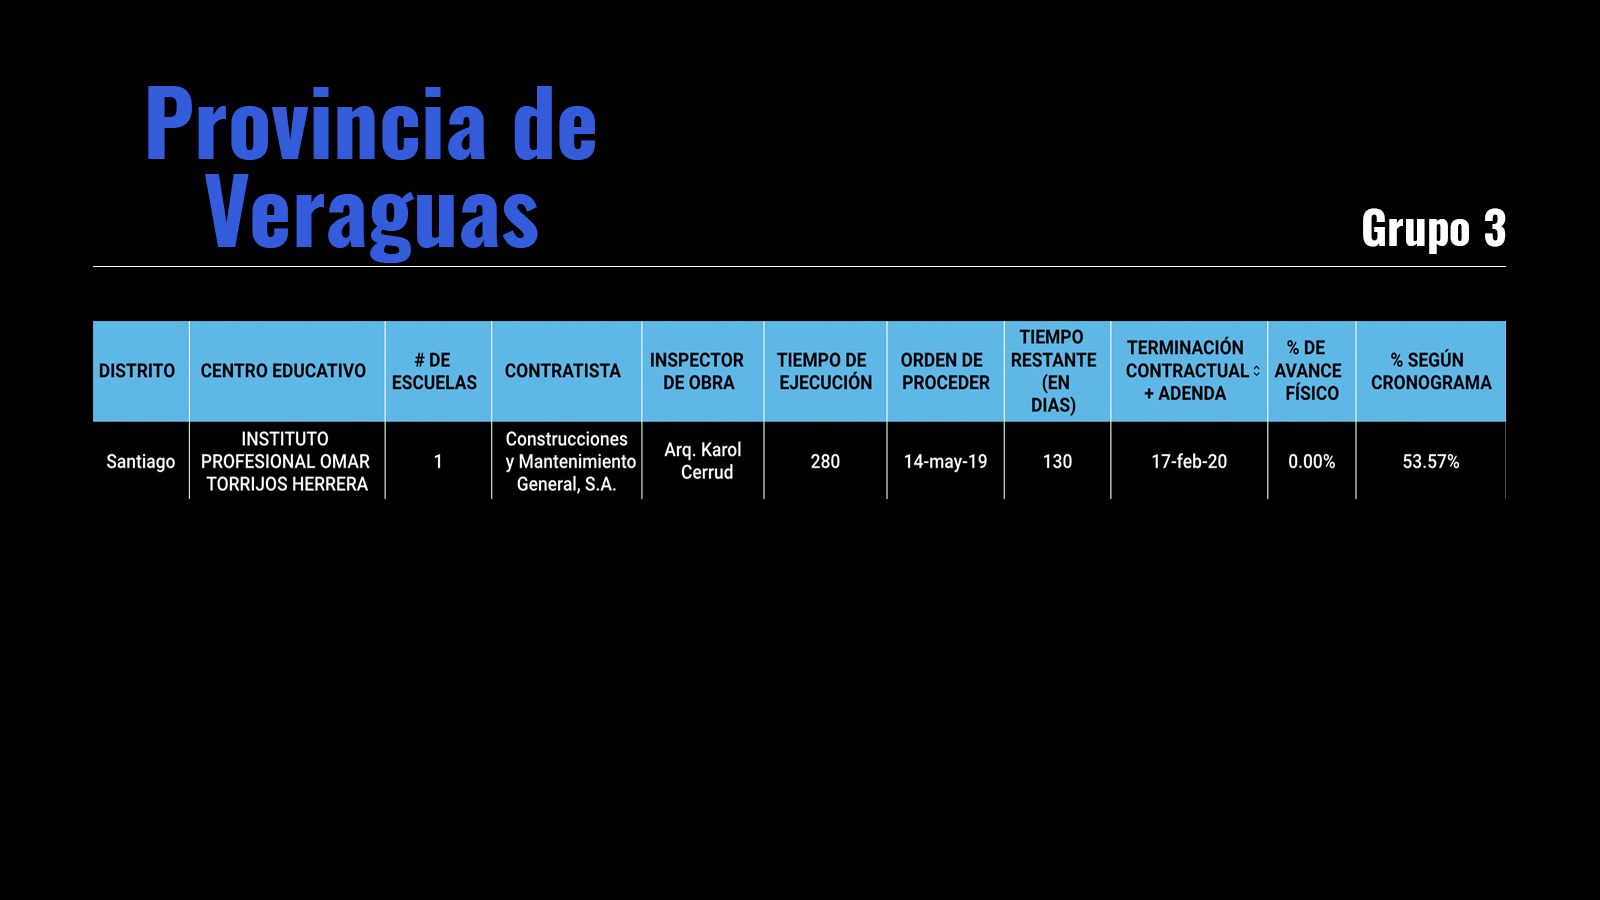 Provincia de
Veraguas
Grupo 3
DISTRITO
CENTRO EDUCATIVO
# DE
ESCUELAS
CONTRATISTA
INSPECTOR
DE OBRA
TIEMPO DE
EJECUCIÓN
ORDEN DE
PROCEDER
TIEMPO
RESTANTE
(EN
DIAS)
TERMINACIÓN
CONTRACTUAL
+ ADENDA
% DE
AVANCE
FÍSICO
% SEGÚN
CRONOGRAMA
Santiago
INSTITUTO
PROFESIONAL OMAR
TORRIJOS HERRERA
1
Construcciones
y Mantenimiento
General, S.A.
Arq. Karol
Cerrud
280
14-may-19
130
17-feb-20
0.00%
53.57%